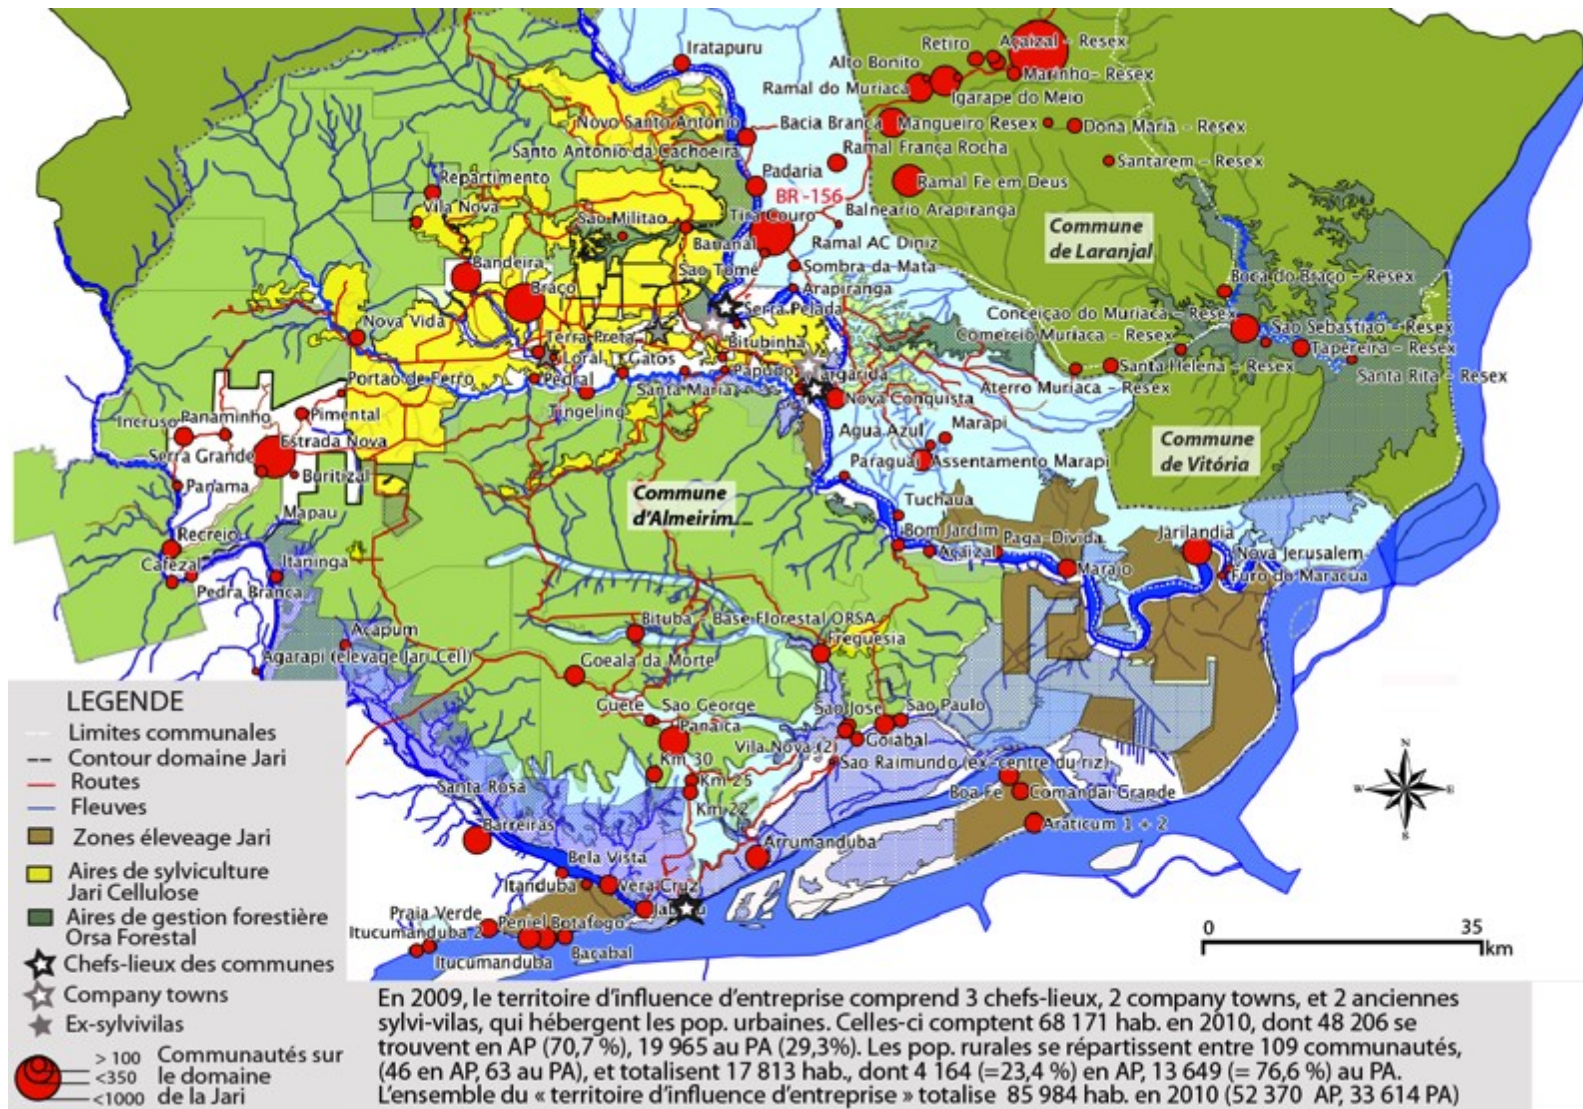 Iratapuru
Retiro
Açaizal - Resex
Alto Bonito
Marinho- Resex
Ramal do Muriaca
Igarape do Meio
Novo Santo Antonio
Bacia Branca
Mangueiro Resex
Dona Maria - Resex
Santo Antonio da Cachoeira
Ramal França Rocha
Santarem - Resex
Padaria
Repartimento
Ramal Fe em Deus
BR-156
Vila Nova
Sao Militao
Tira Couro
Balneario Arapiranga
Commune
de Laranjal
Bananal
Ramal AC Diniz
Bandeira
Sao Tome
Sombra da Mata
Boca do Braço - Resex
Braço
Arapiranga
Serra Pelada
Conceiçao do Muriaca - Resex
Nova Vida
Sao Sebastiao - Resex
Terra Preta
Bitubinha
Comercio Muriaca - Resex
Tapereira - Resex
Loral
Gatos
Papuno
Margarida
Santa Helena - Resex
Santa Rita - Resex
Portao de Ferro
Pedral
Santa Maria
Aterro Muriaca - Resex
Tingeling
Nova Conquista
Incruso
Panaminho
Pimental
Agua Azul
Marapi
Commune
de Vitória
Estrada Nova
Serra Grande
Buritizal
Paraguai
Assentamento Marapi
Panama
Commune
d'Almeirim
Mapau
Tuchaua
Recreio
Bom Jardim
Paga-Divida
Jarilandia
Açaizal
Nova Jerusalem
Cafezal
Itaninga
Marajo
Furo do Maracua
Pedra Branca
Acapum
Bituba - Base Florestal ORSA
Freguesia
Agarapi (elevage Jari Cell)
Goeala da Morte
Guete
Sao George
Sao Jose
Sao Paulo
Panaica
Vila Nova (2)
Goiabal
Km 30
Sao Raimundo (ex-centre du riz)
Km 25
Santa Rosa
Boa Fe
Comandai Grande
Km 22
Barreiras
Araticum 1 + 2
Arrumanduba
Bela Vista
Itanduba
Vera Cruz
Praia Verde
Jaburu
Peniel
Botafogo
Itucumanduba 2
Bacabal
Itucumanduba
N
W
E
S
0
35
km
LEGENDE
Limites communales
Contour domaine Jari
Routes
Fleuves
Zones éleveage Jari
Aires de sylviculture
Jari Cellulose
Aires de gestion forestière
Orsa Forestal
Chefs-lieux des communes
Company towns
Ex-sylvivilas
> 100
<350
<1000
Communautés sur
le domaine
de la Jari
En 2009, le territoire d'influence d'entreprise comprend 3 chefs-lieux, 2 company towns, et 2 anciennes
sylvi-vilas, qui hébergent les pop. urbaines. Celles-ci comptent 68 171 hab. en 2010, dont 48 206 se
trouvent en AP (70,7 %), 19 965 au PA (29,3%). Les pop. rurales se répartissent entre 109 communautés,
(46 en AP, 63 au PA), et totalisent 17 813 hab., dont 4 164 (=23,4 %) en AP, 13 649 (= 76,6 %) au PA.
L'ensemble du « territoire d'influence d'entreprise » totalise 85 984 hab. en 2010 (52 370 AP, 33 614 PA)